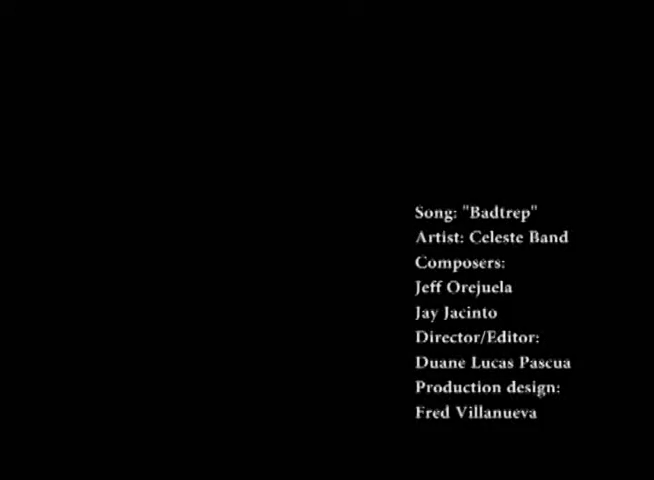 Song: "Badtrep"
Artist: Celeste Band
Composers:
Jeff Orejuela
Jay Jacinto
Director/Editor:
Duane Lucas Pascua
Production design:
Fred Villanueva